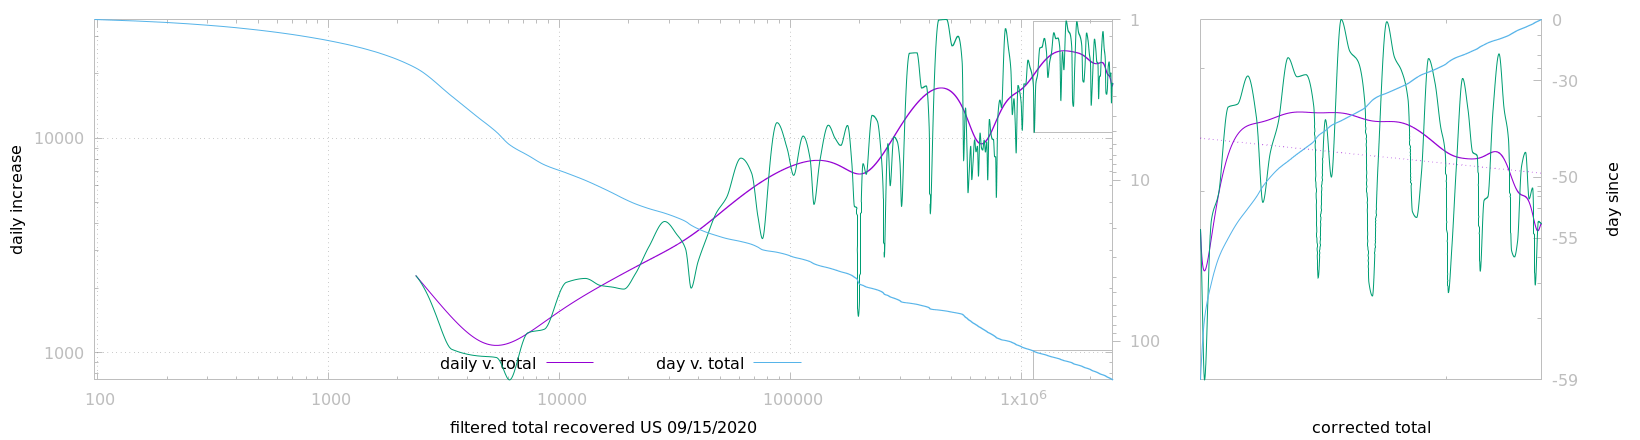 daily increase
10000
1000
100
1000
10000
100000
1x10^6
1
10
100
daily v. total
day v. total
filtered total recovered US 09/15/2020
0
-30
-50
-55
-59
day since
corrected total